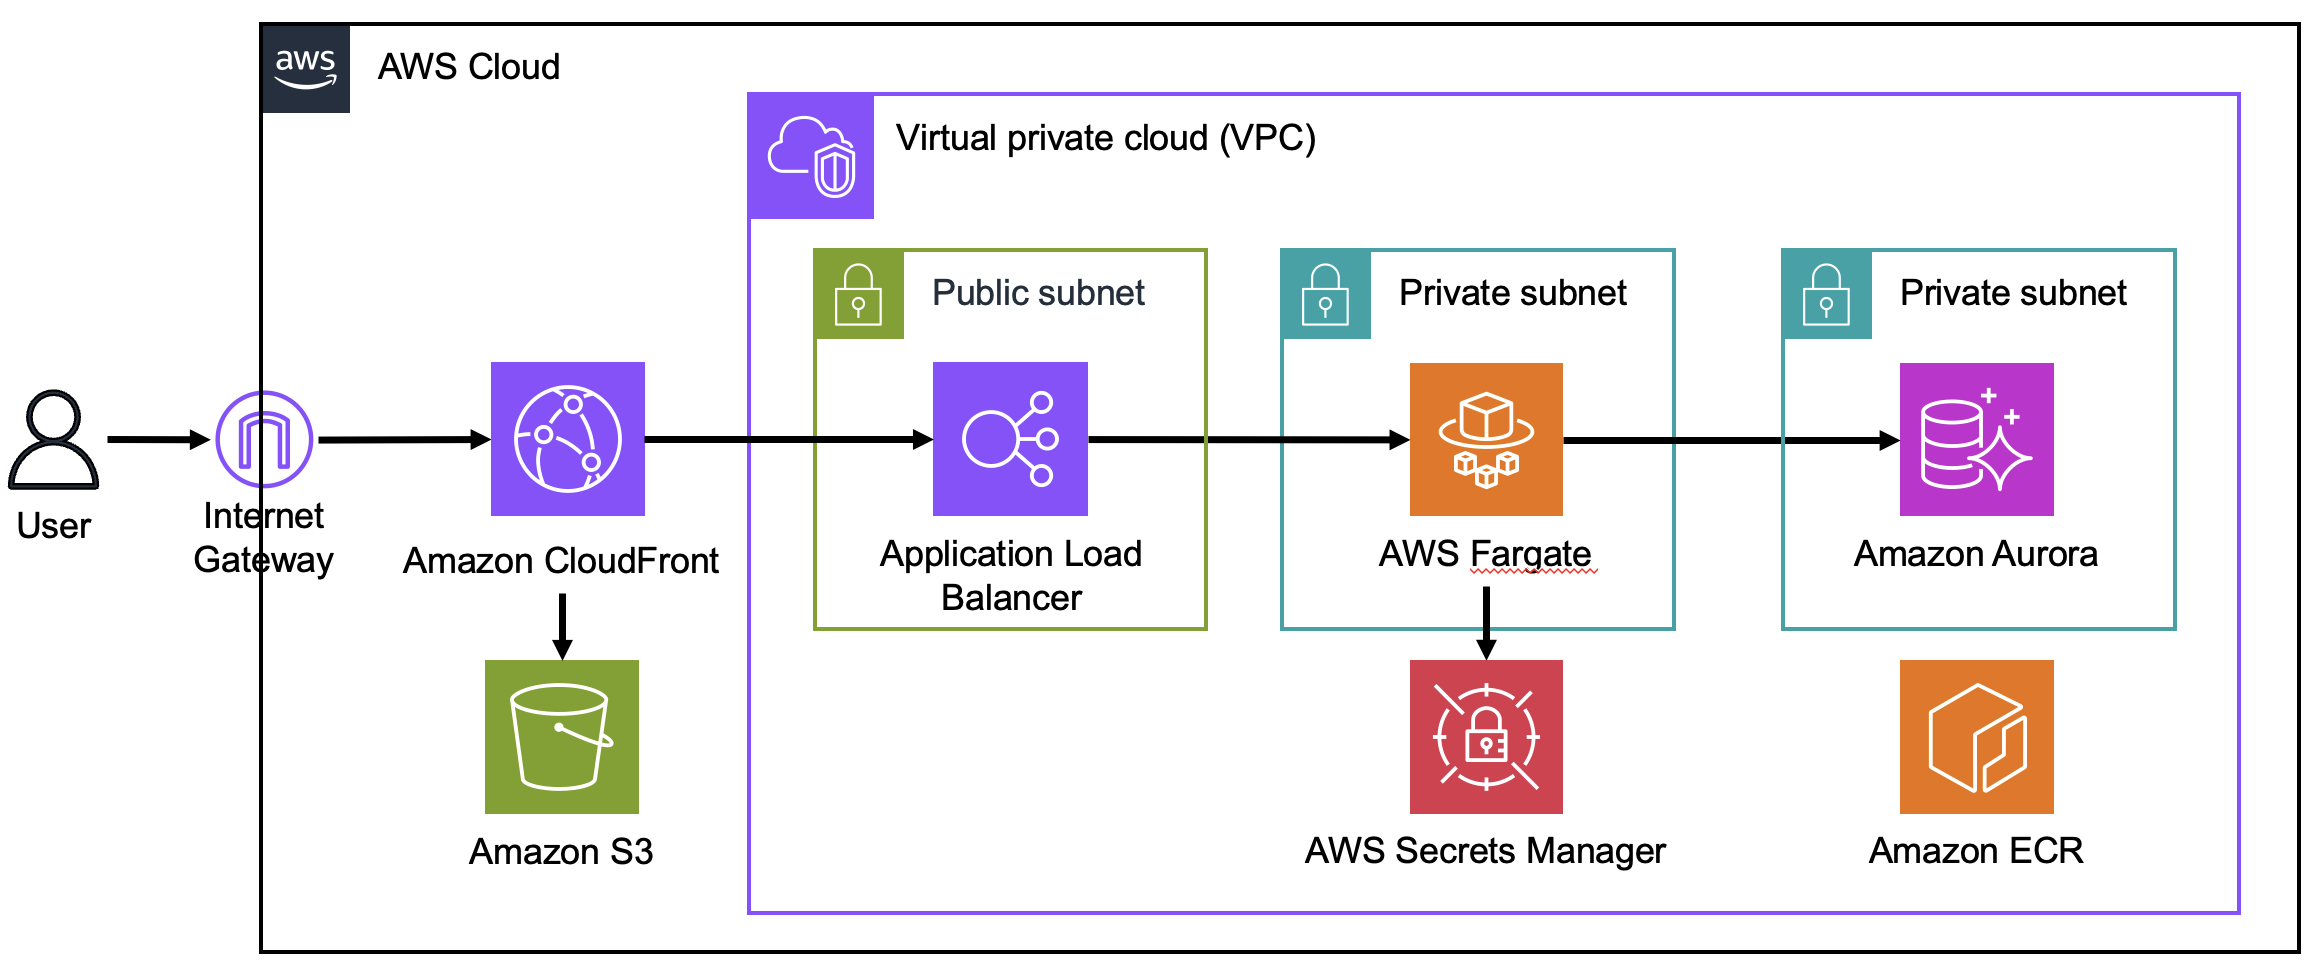 aws
AWS Cloud
Virtual private cloud (VPC)
Public subnet
Private subnet
Private subnet
User
Internet
Gateway
Amazon CloudFront
Application Load
Balancer
AWS Fargate
Amazon Aurora
Amazon S3
AWS Secrets Manager
Amazon ECR